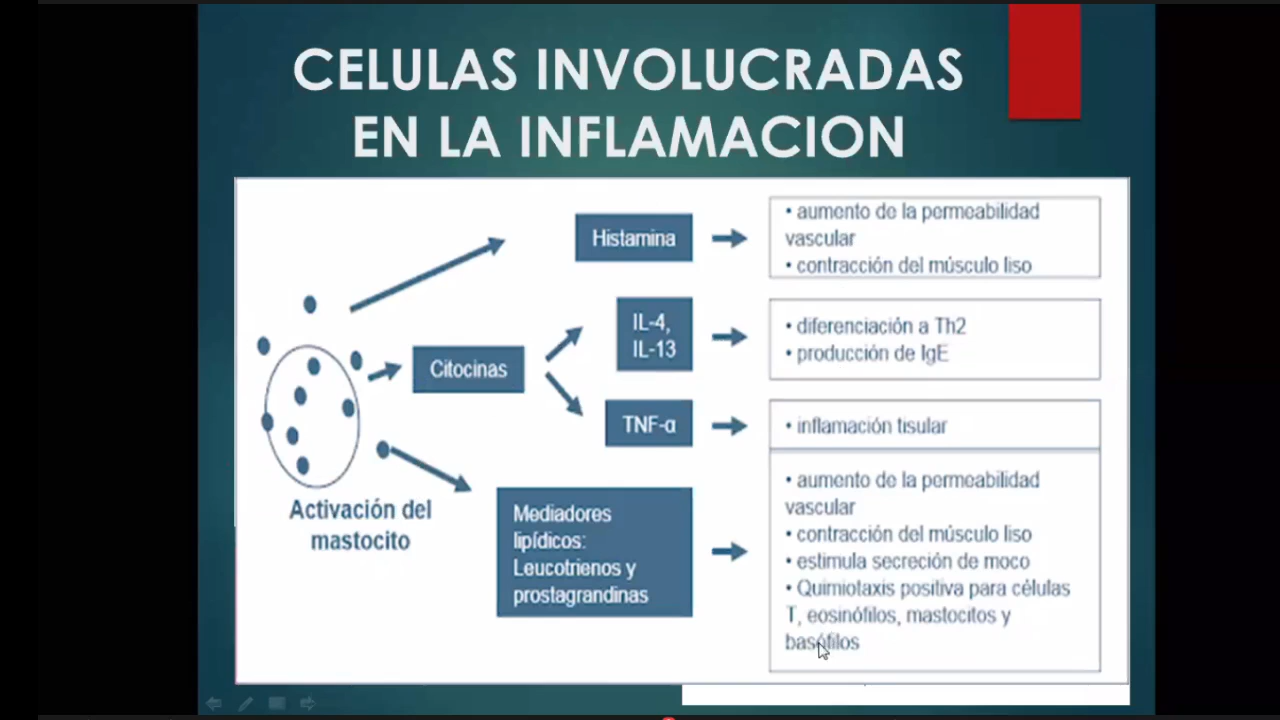 CELULAS INVOLUCRADAS
EN LA INFLAMACION
Histamina
• aumento de la permeabilidad
vascular
• contracción del músculo liso
IL-4,
IL-13
• diferenciación a Th2
• producción de IgE
Citocinas
TNF-α
• inflamación tisular
Activación del
mastocito
Mediadores
lipídicos:
Leucotrienos y
prostagrandinas
• aumento de la permeabilidad
vascular
• contracción del músculo liso
• estimula secreción de moco
• Quimiotaxis positiva para células
T, eosinófilos, mastocitos y
basófilos